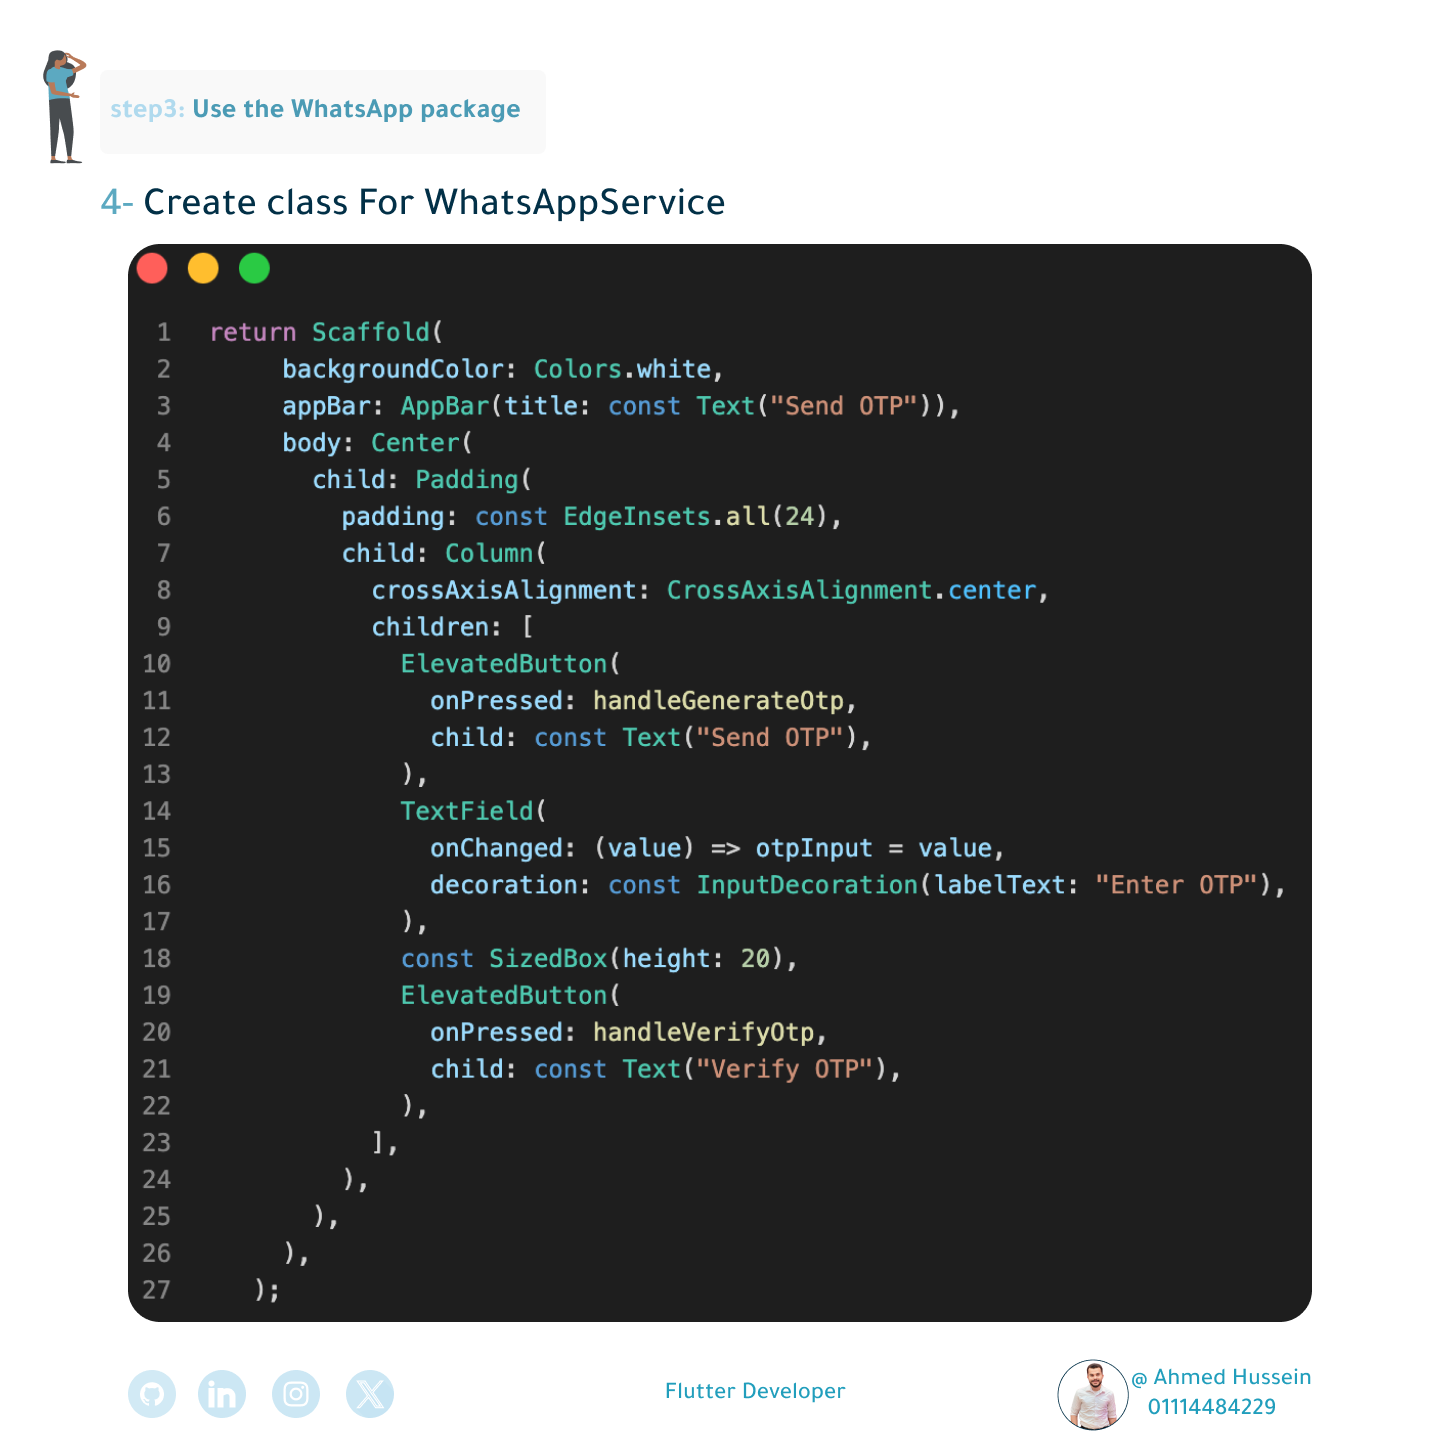 step3: Use the WhatsApp package
4- Create class For WhatsAppService
1 return Scaffold(
2 backgroundColor: Colors.white,
3 appBar: AppBar(title: const Text("Send OTP")),
4 body: Center(
5 child: Padding(
6 padding: const EdgeInsets.all(24),
7 child: Column(
8 crossAxisAlignment: CrossAxisAlignment.center,
9 children: [
10 ElevatedButton(
11 onPressed: handleGenerateOtp,
12 child: const Text("Send OTP"),
13 ),
14 TextField(
15 onChanged: (value) => otpInput = value,
16 decoration: const InputDecoration(labelText: "Enter OTP"),
17 ),
18 const SizedBox(height: 20),
19 ElevatedButton(
20 onPressed: handleVerifyOtp,
21 child: const Text("Verify OTP"),
22 ),
23 ],
24 ),
25 ),
26 ),
27 );
Flutter Developer
@ Ahmed Hussein
01114484229